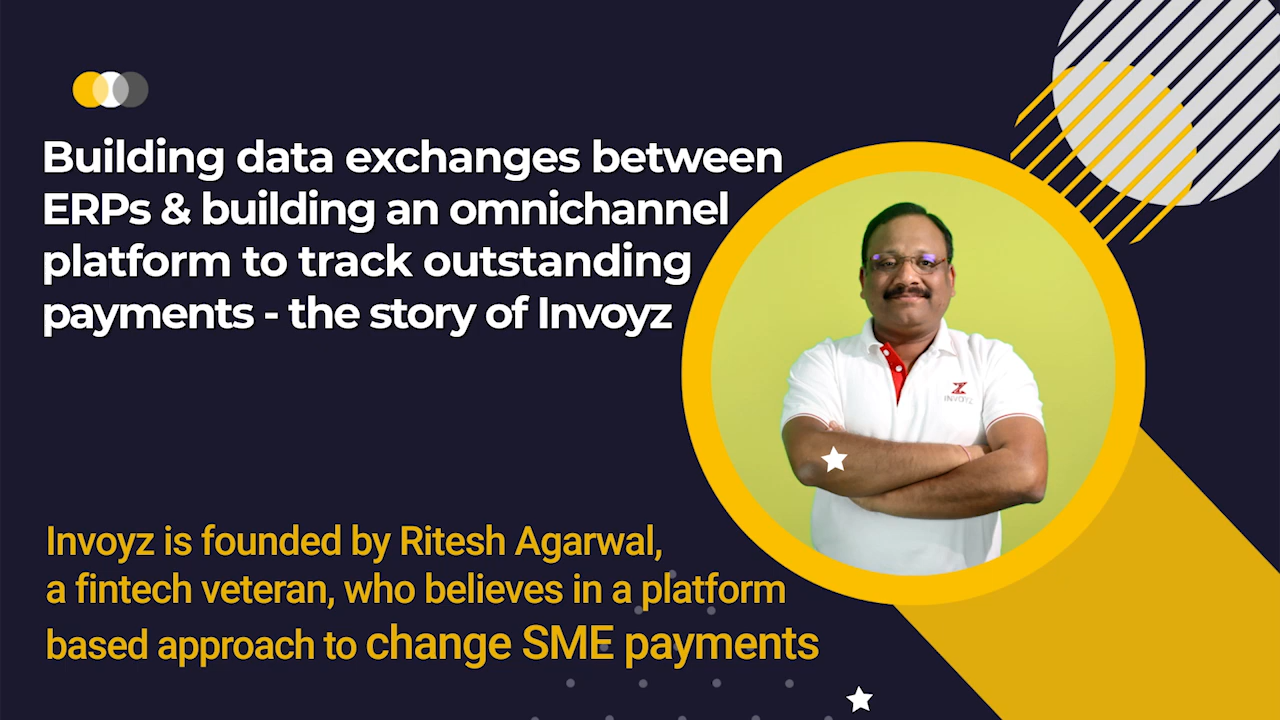 Building data exchanges between
ERPs & building an omnichannel
platform to track outstanding
payments - the story of Invoyz
INVOYZ
Invoyz is founded by Ritesh Agarwal,
a fintech veteran, who believes in a platform
based approach to change SME payments